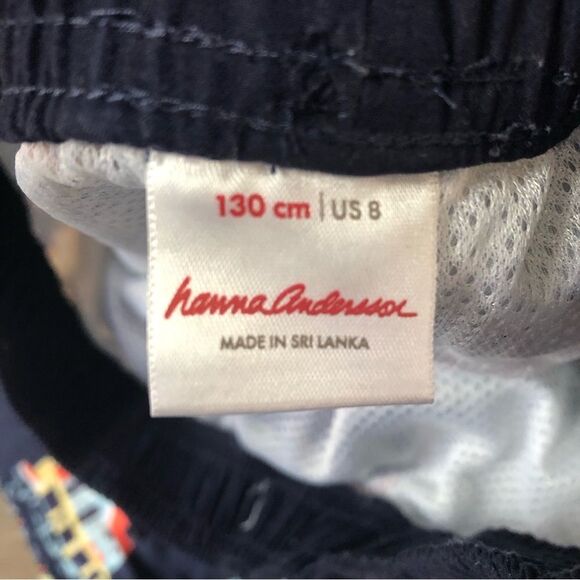 130 cm | US 8
hanna Andersson
MADE IN SRI LANKA